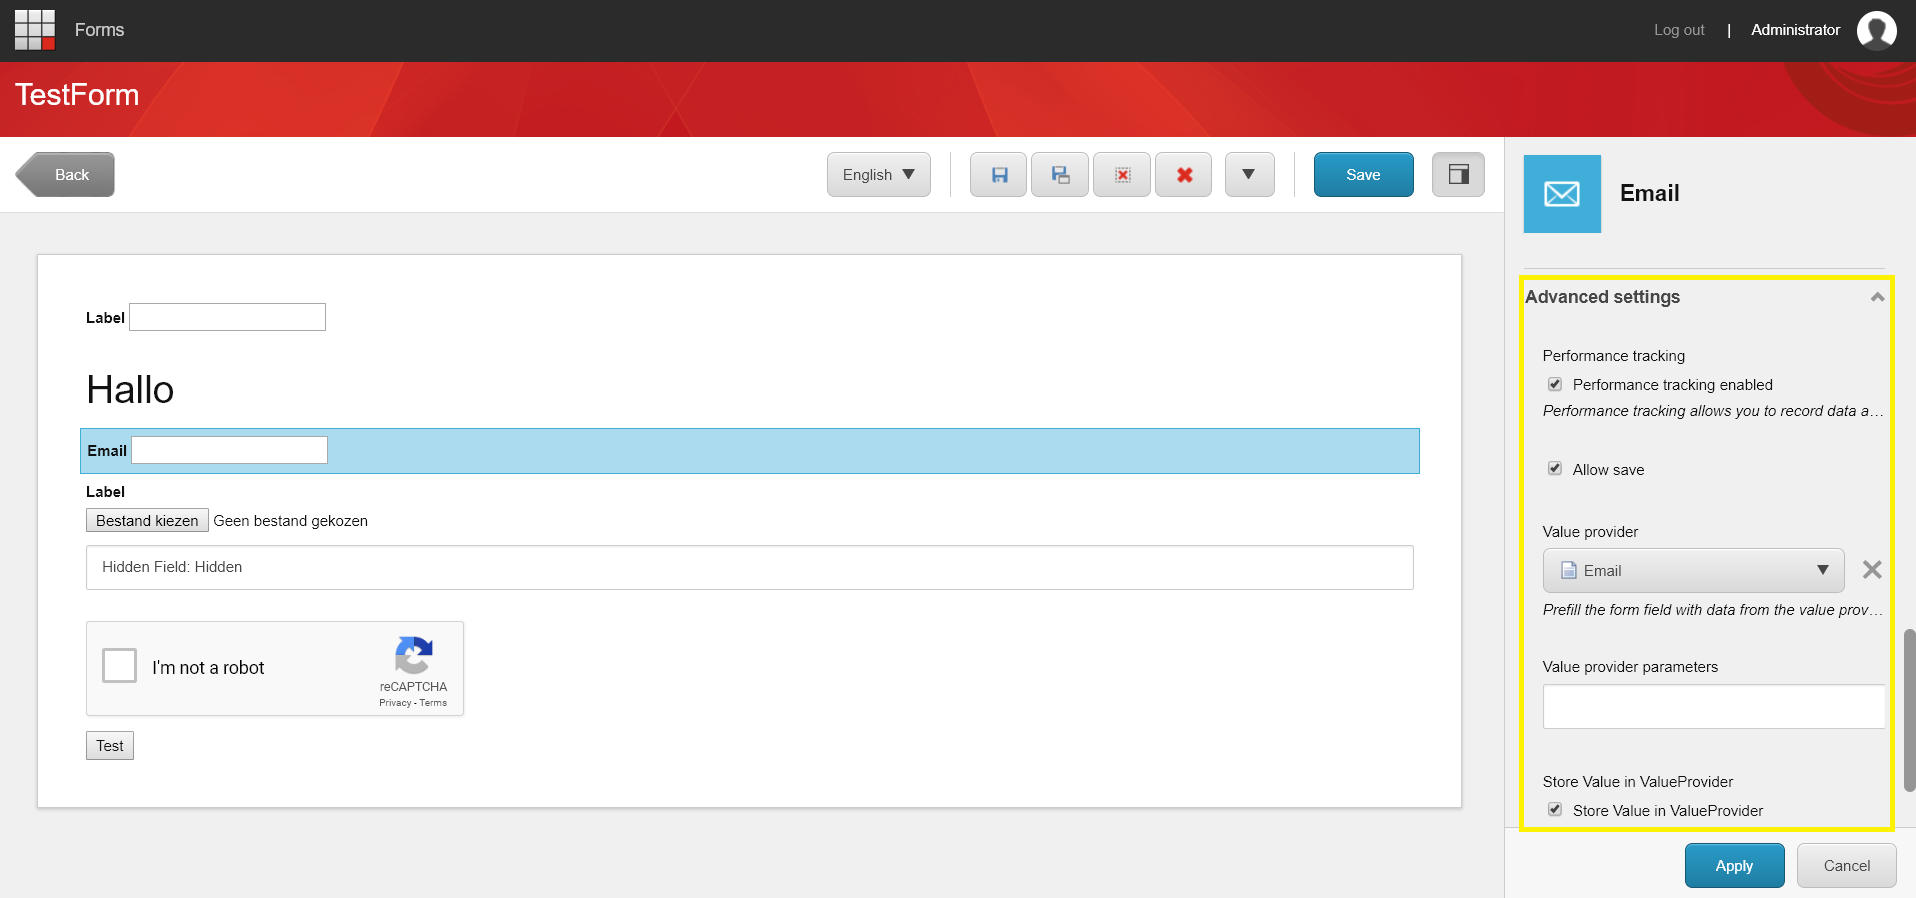 Forms
Log out | Administrator
TestForm
Back
English
Save
Email
Label
Hallo
Email
Label
Bestand kiezen Geen bestand gekozen
Hidden Field: Hidden
I'm not a robot
reCAPTCHA
Privacy - Terms
Test
Advanced settings
Performance tracking
Performance tracking enabled
Performance tracking allows you to record data a...
Allow save
Value provider
Email
Prefill the form field with data from the value prov...
Value provider parameters
Store Value in ValueProvider
Store Value in ValueProvider
Apply
Cancel